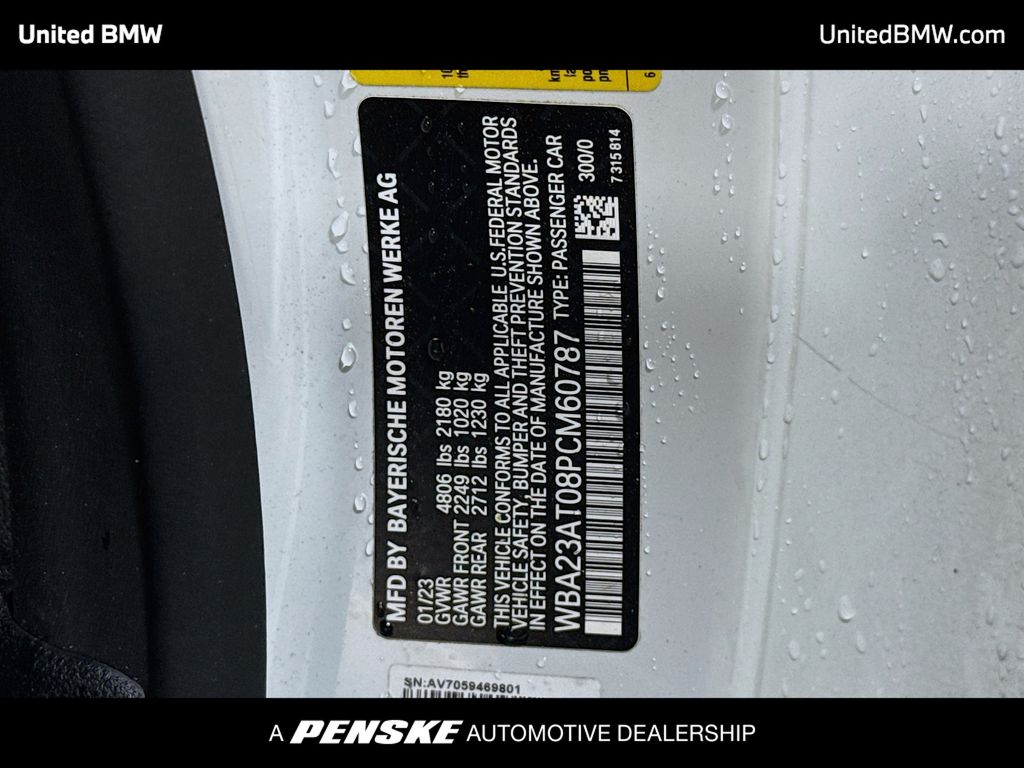 United BMW
UnitedBMW.com
MFD BY BAYERISCHE MOTOREN WERKE AG
01/23
GVWR 4806 lbs 2180 kg
GAWR FRONT 2249 lbs 1020 kg
GAWR REAR 2712 lbs 1230 kg
THIS VEHICLE CONFORMS TO ALL APPLICABLE U.S.FEDERAL MOTOR
VEHICLE SAFETY, BUMPER AND THEFT PREVENTION STANDARDS
IN EFFECT ON THE DATE OF MANUFACTURE SHOWN ABOVE.
WBA23AT08PCM60787 TYPE: PASSENGER CAR
300/0
7 315 814
SN:AV7059469801
A PENSKE AUTOMOTIVE DEALERSHIP